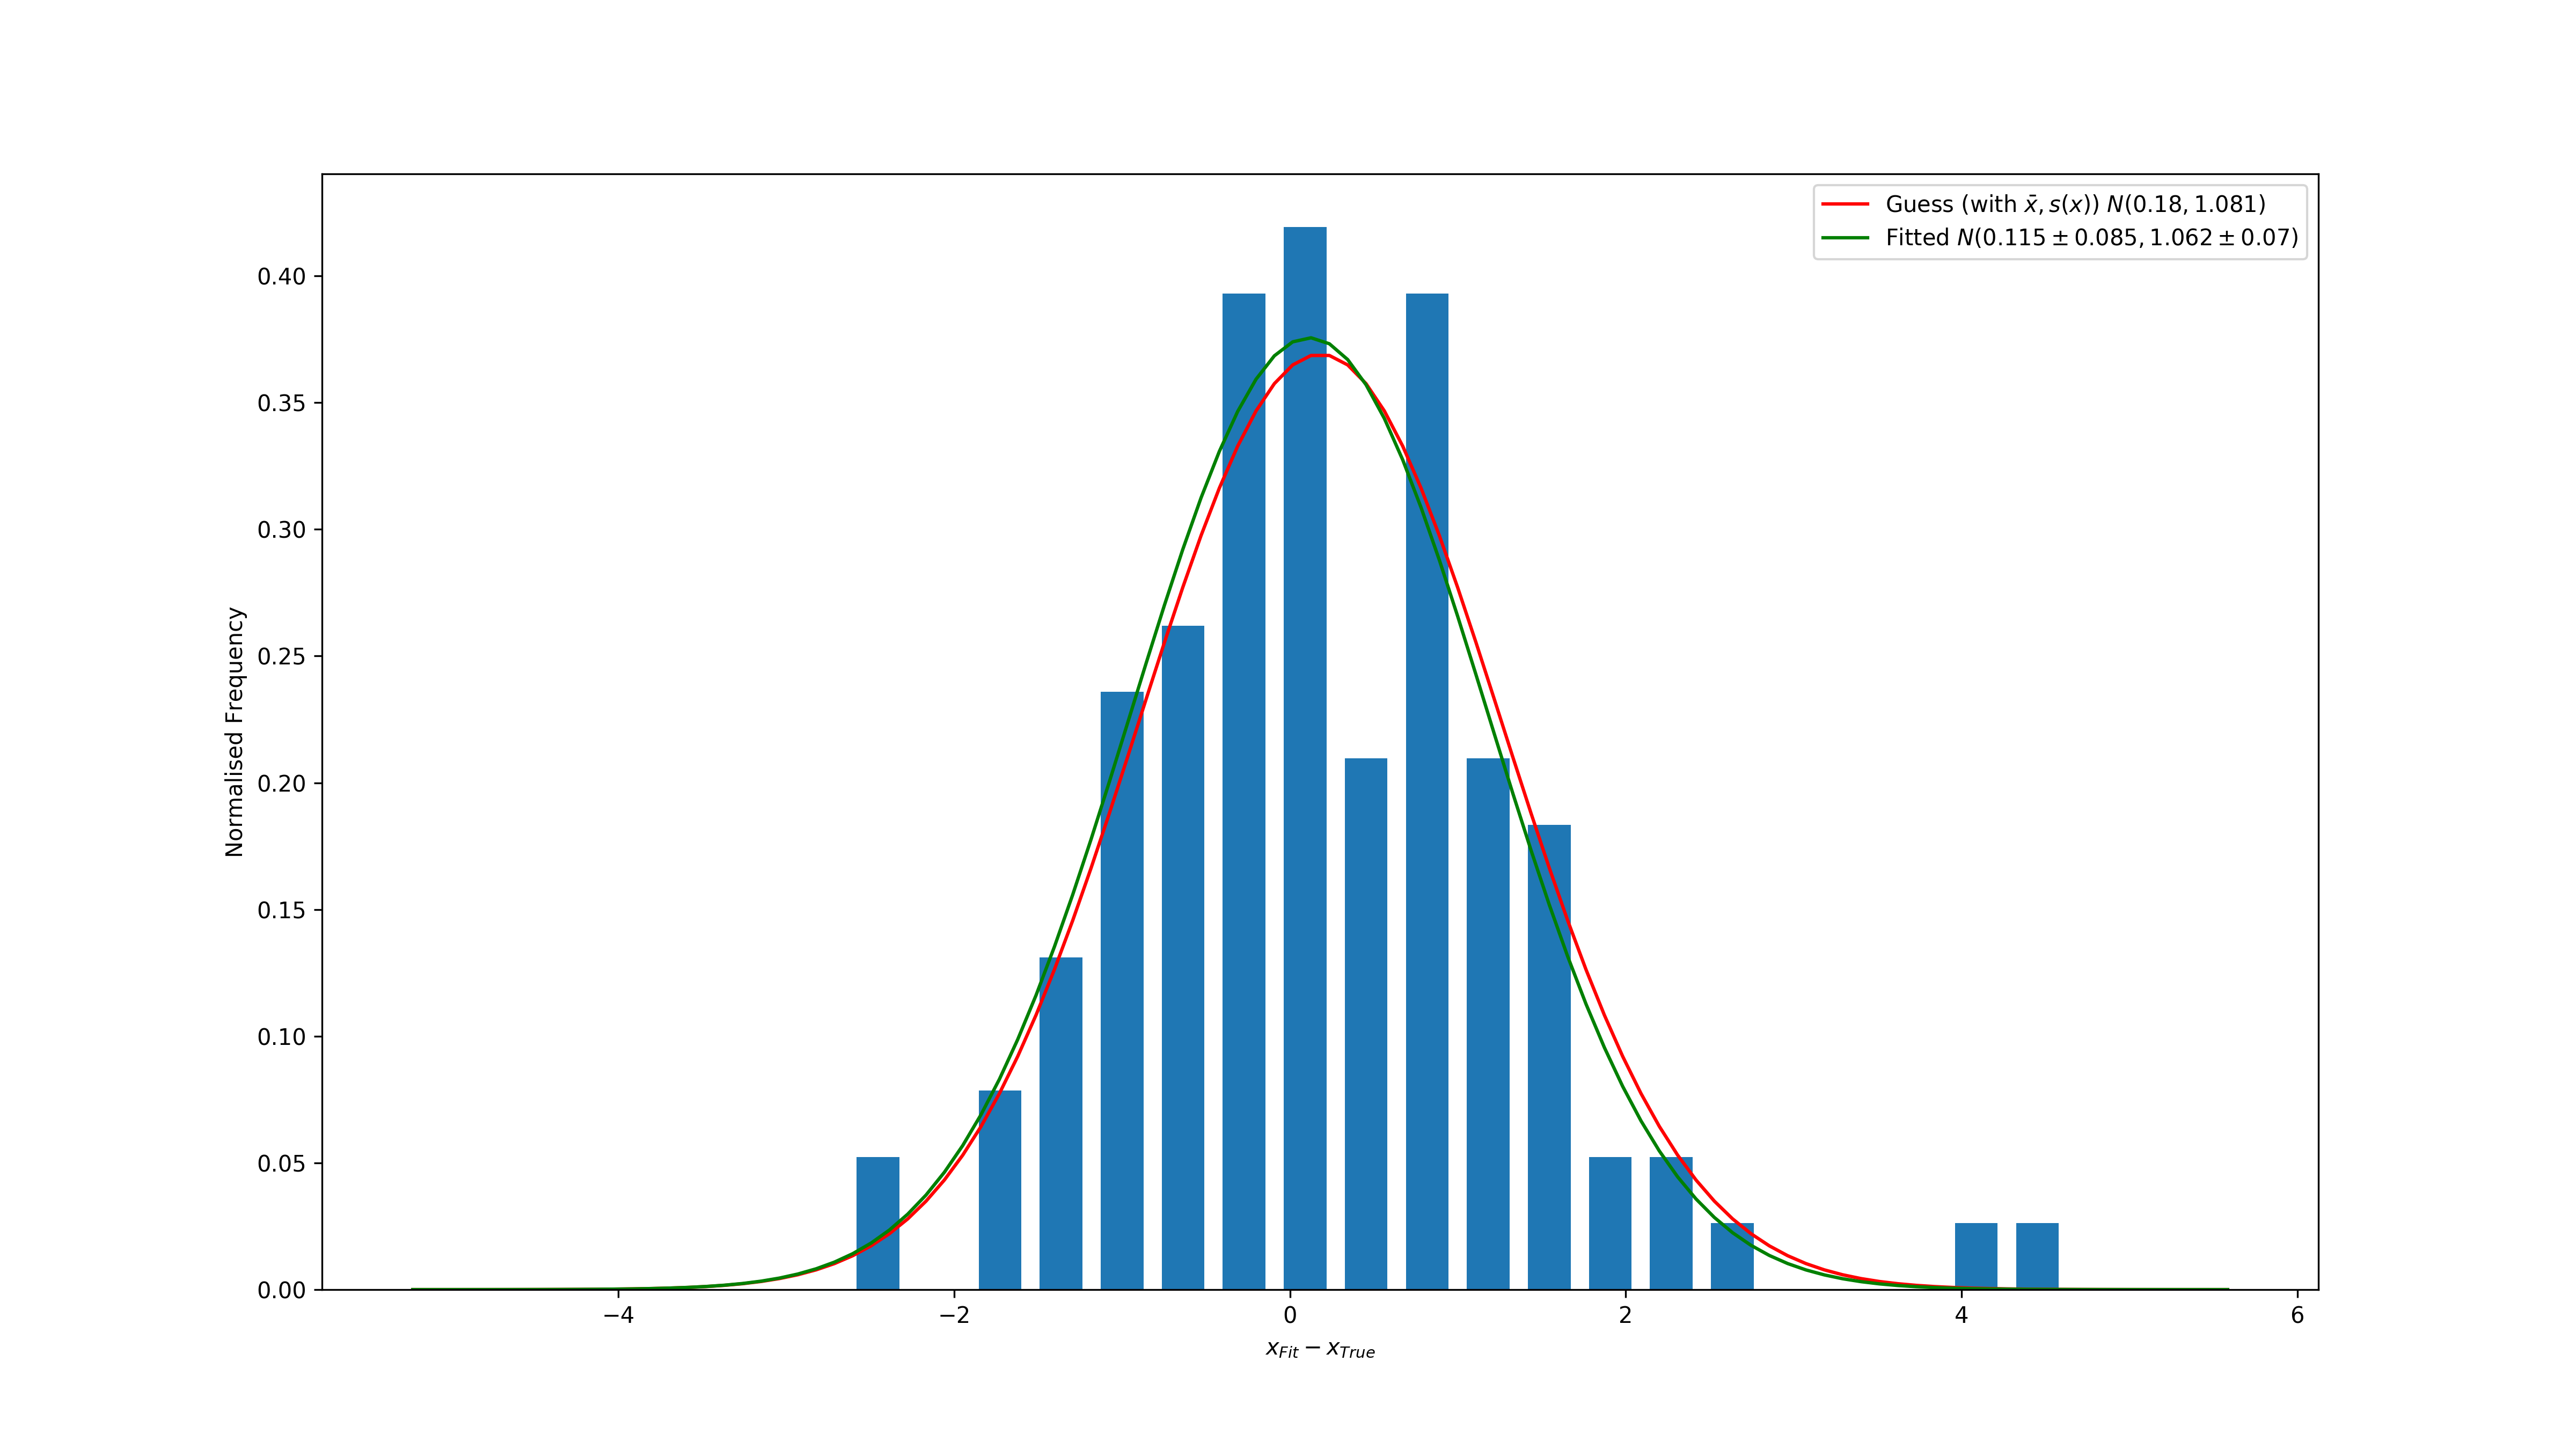 Guess (with x̄, s(x)) N(0.18, 1.081)
Fitted N(0.115 ± 0.085, 1.062 ± 0.07)
0.40
0.35
0.30
0.25
0.20
0.15
0.10
0.05
0.00
Normalised Frequency
−4 −2 0 2 4 6
x_Fit − x_True